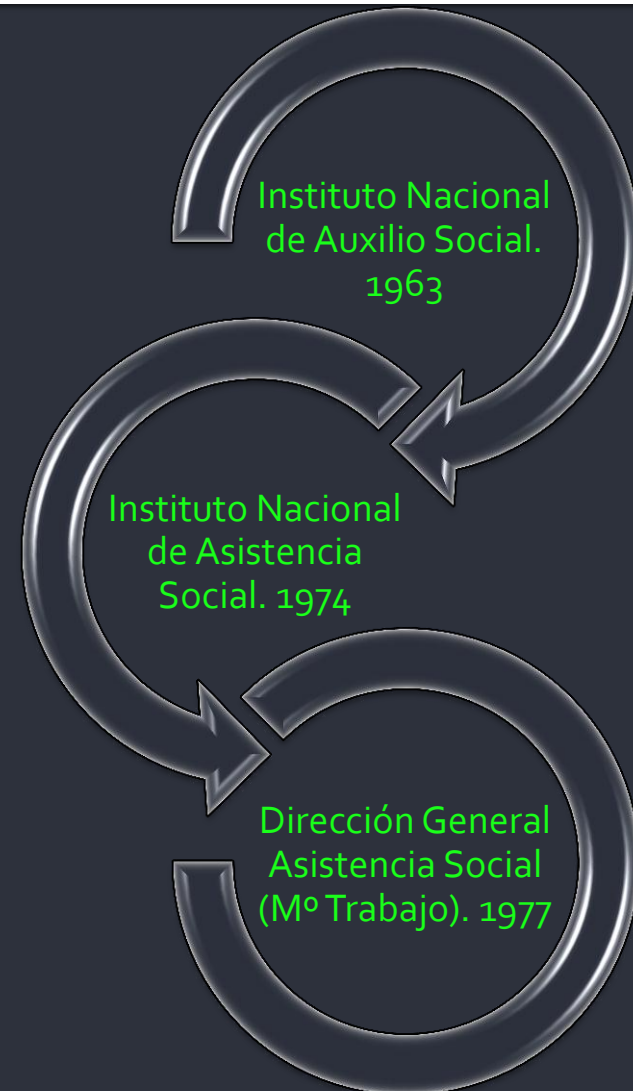 Instituto Nacional
de Auxilio Social.
1963
Instituto Nacional
de Asistencia
Social. 1974
Dirección General
Asistencia Social
(Mº Trabajo). 1977